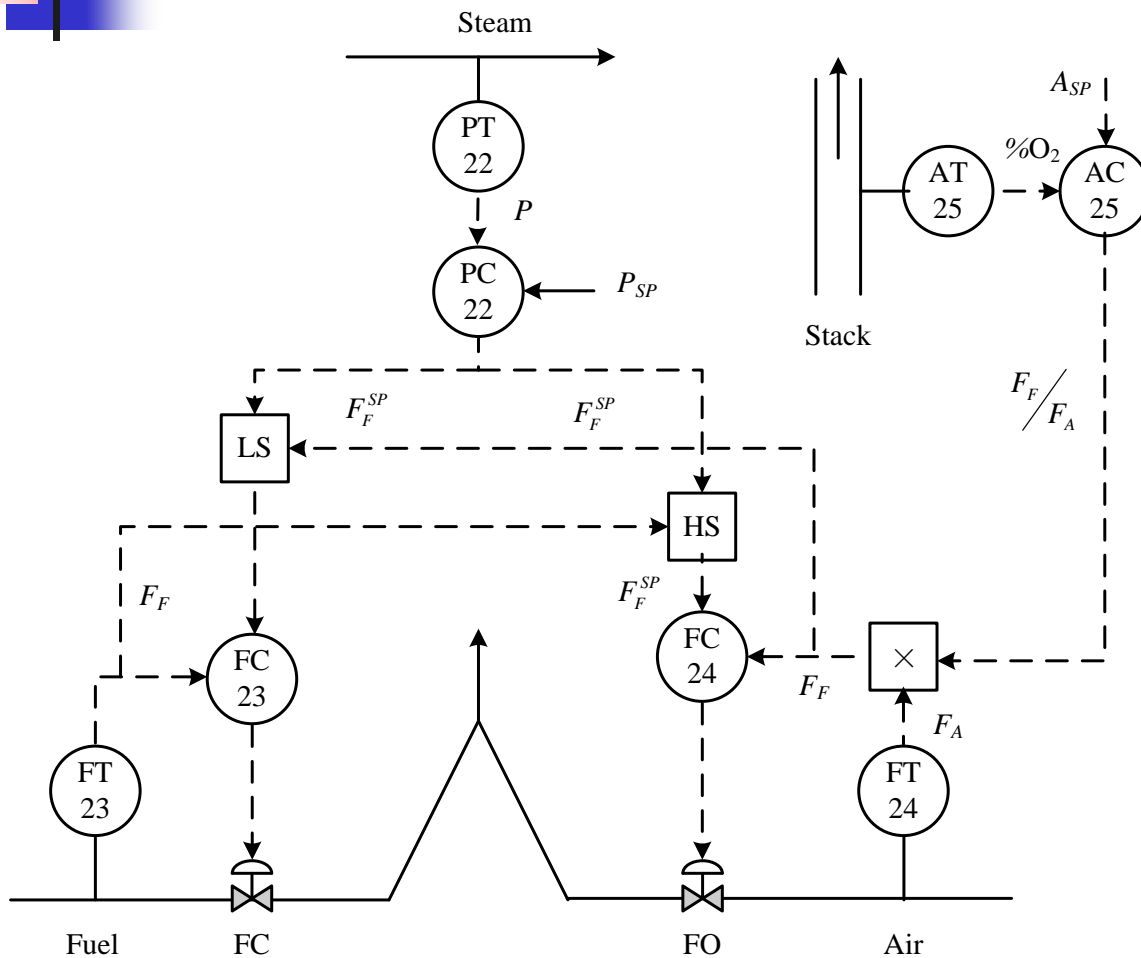 Steam
A_SP
PT
22
%O₂
AT
25
AC
25
P
PC
22
P_SP
Stack
F_F/F_A
F_F^SP
F_F^SP
LS
HS
F_F
F_F^SP
FC
23
FC
24
×
F_F
F_A
FT
23
FT
24
Fuel
FC
FO
Air